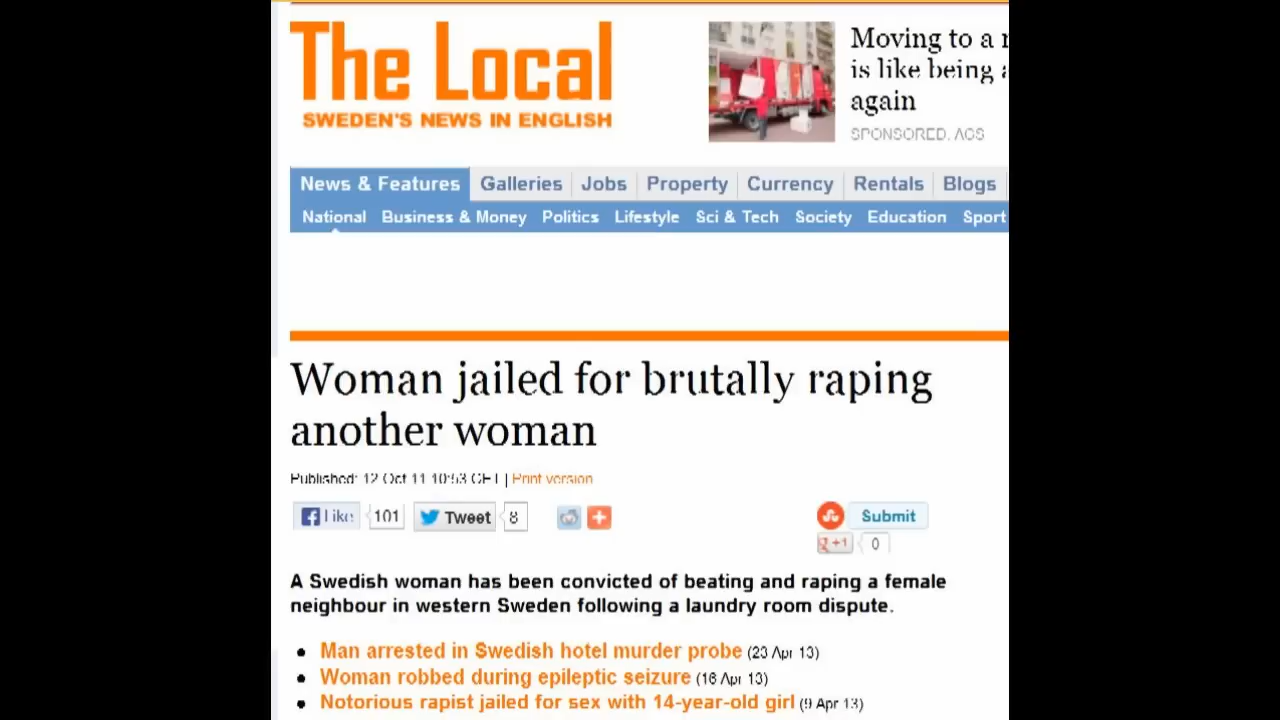 The Local
SWEDEN'S NEWS IN ENGLISH
Moving to a
is like being
again
SPONSORED. AGS
News & Features Galleries Jobs Property Currency Rentals Blogs
National Business & Money Politics Lifestyle Sci & Tech Society Education Sport
Woman jailed for brutally raping
another woman
Published: 12 Oct 11 10:53 CET | Print version
Like 101 Tweet 8 Submit
+1 0
A Swedish woman has been convicted of beating and raping a female
neighbour in western Sweden following a laundry room dispute.
• Man arrested in Swedish hotel murder probe (23 Apr 13)
• Woman robbed during epileptic seizure (16 Apr 13)
• Notorious rapist jailed for sex with 14-year-old girl (9 Apr 13)